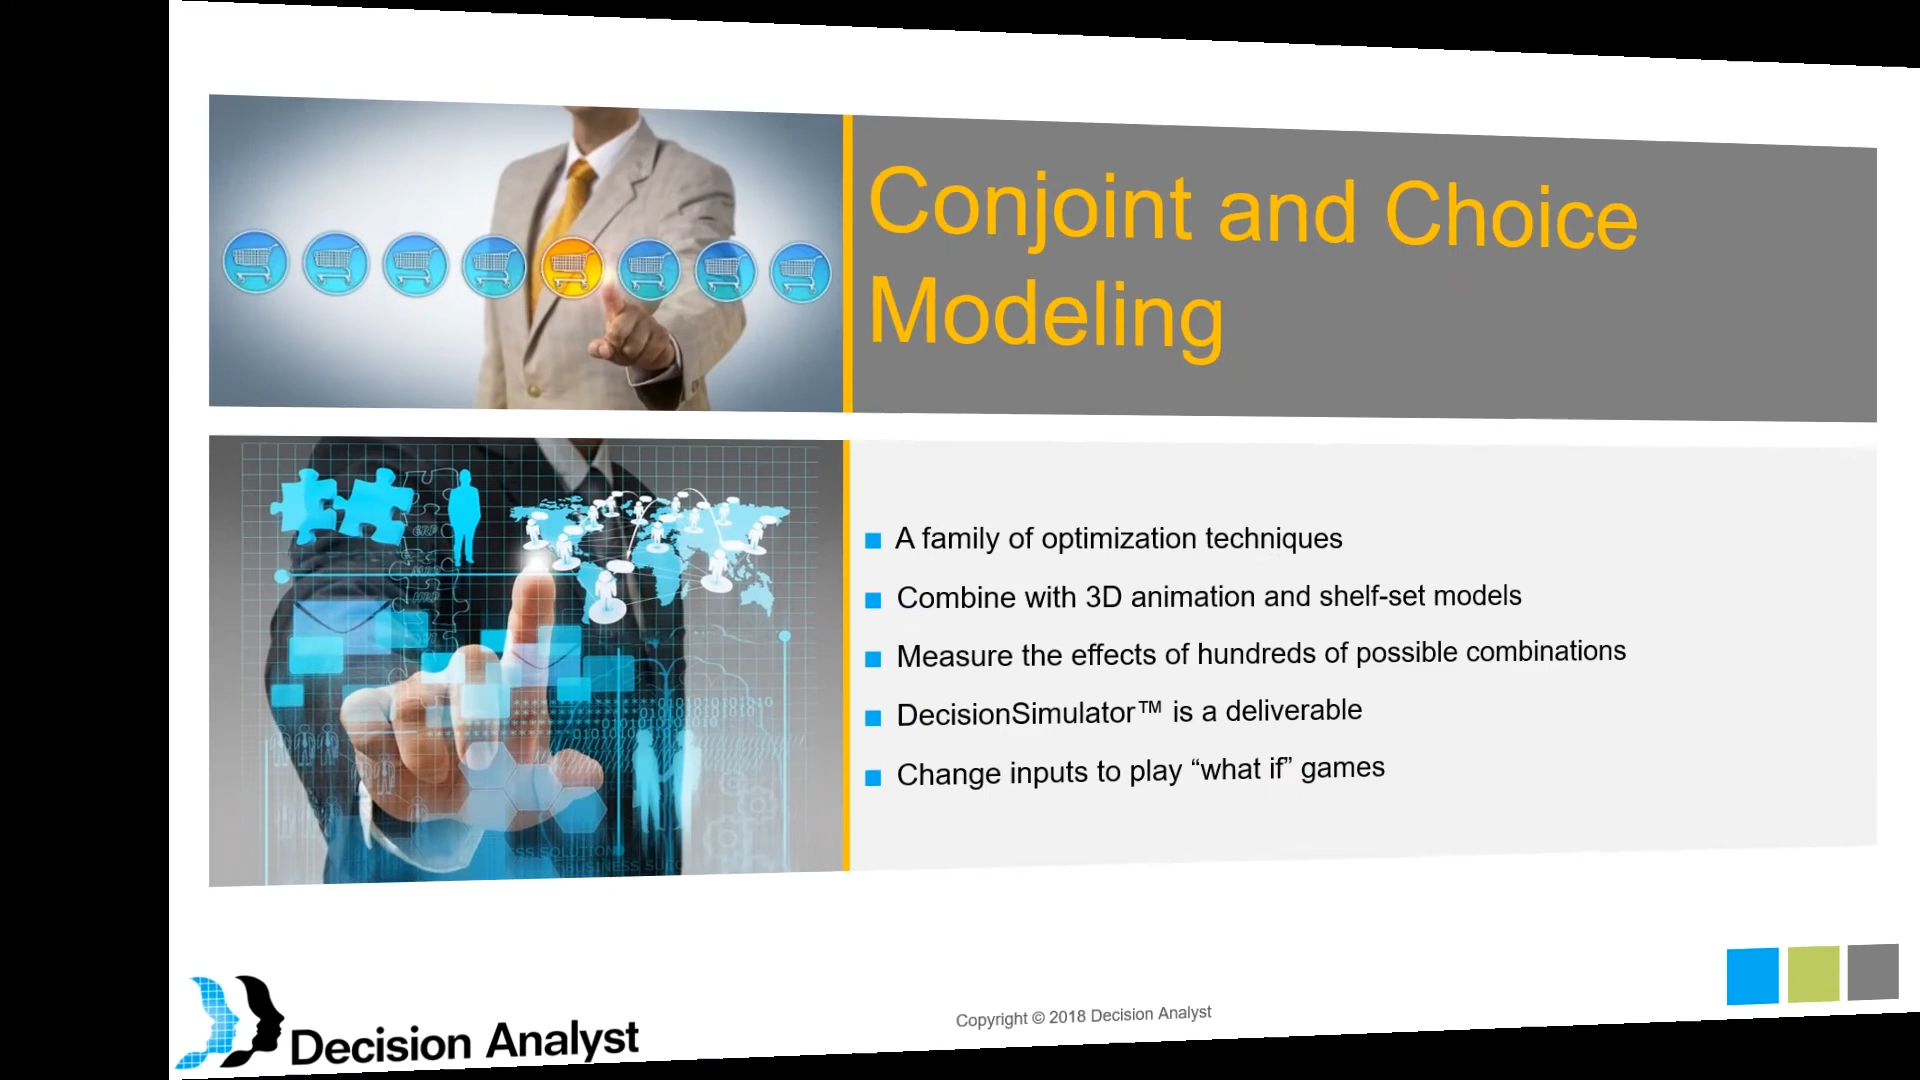 Conjoint and Choice
Modeling
A family of optimization techniques
Combine with 3D animation and shelf-set models
Measure the effects of hundreds of possible combinations
DecisionSimulator™ is a deliverable
Change inputs to play “what if” games
Decision Analyst
Copyright © 2018 Decision Analyst